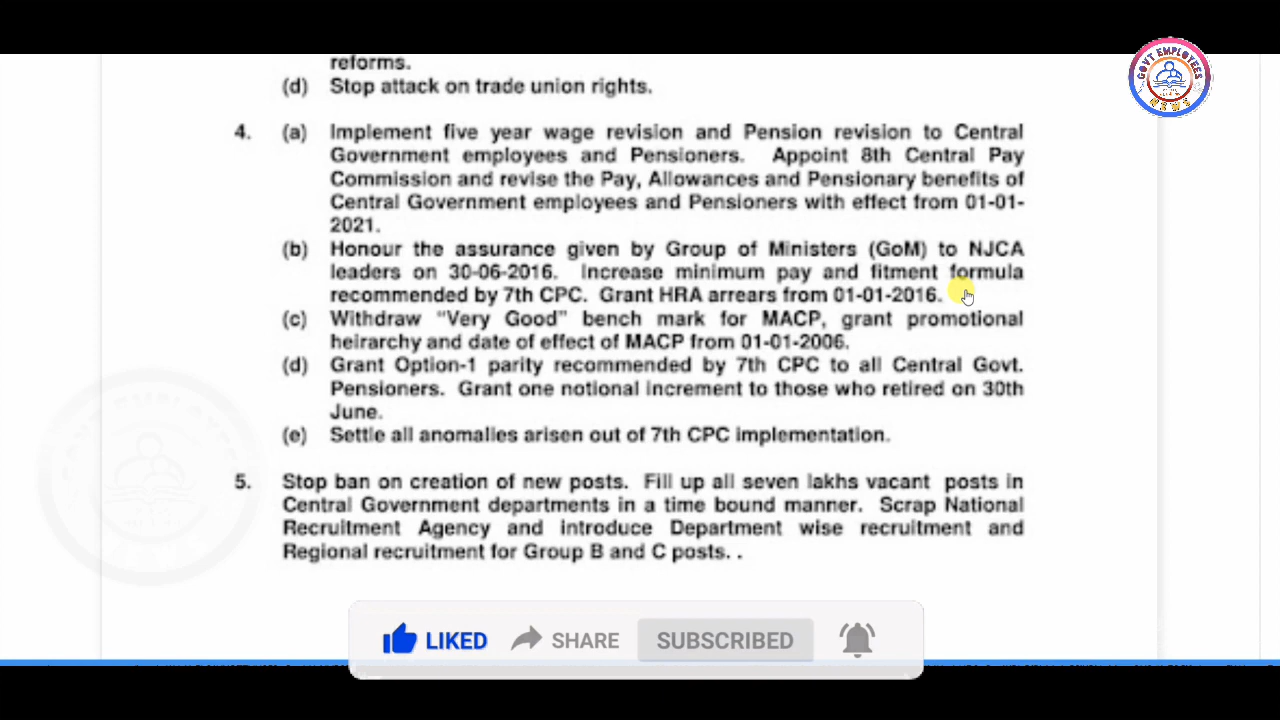 reforms.
(d) Stop attack on trade union rights.
4. (a) Implement five year wage revision and Pension revision to Central
Government employees and Pensioners. Appoint 8th Central Pay
Commission and revise the Pay, Allowances and Pensionary benefits of
Central Government employees and Pensioners with effect from 01-01-
2021.
(b) Honour the assurance given by Group of Ministers (GoM) to NJCA
leaders on 30-06-2016. Increase minimum pay and fitment formula
recommended by 7th CPC. Grant HRA arrears from 01-01-2016.
(c) Withdraw "Very Good" bench mark for MACP, grant promotional
heirarchy and date of effect of MACP from 01-01-2006.
(d) Grant Option-1 parity recommended by 7th CPC to all Central Govt.
Pensioners. Grant one notional increment to those who retired on 30th
June.
(e) Settle all anomalies arisen out of 7th CPC implementation.
5. Stop ban on creation of new posts. Fill up all seven lakhs vacant posts in
Central Government departments in a time bound manner. Scrap National
Recruitment Agency and introduce Department wise recruitment and
Regional recruitment for Group B and C posts. .
GOVT EMPLOYEES
NEWS
LIKED SHARE SUBSCRIBED